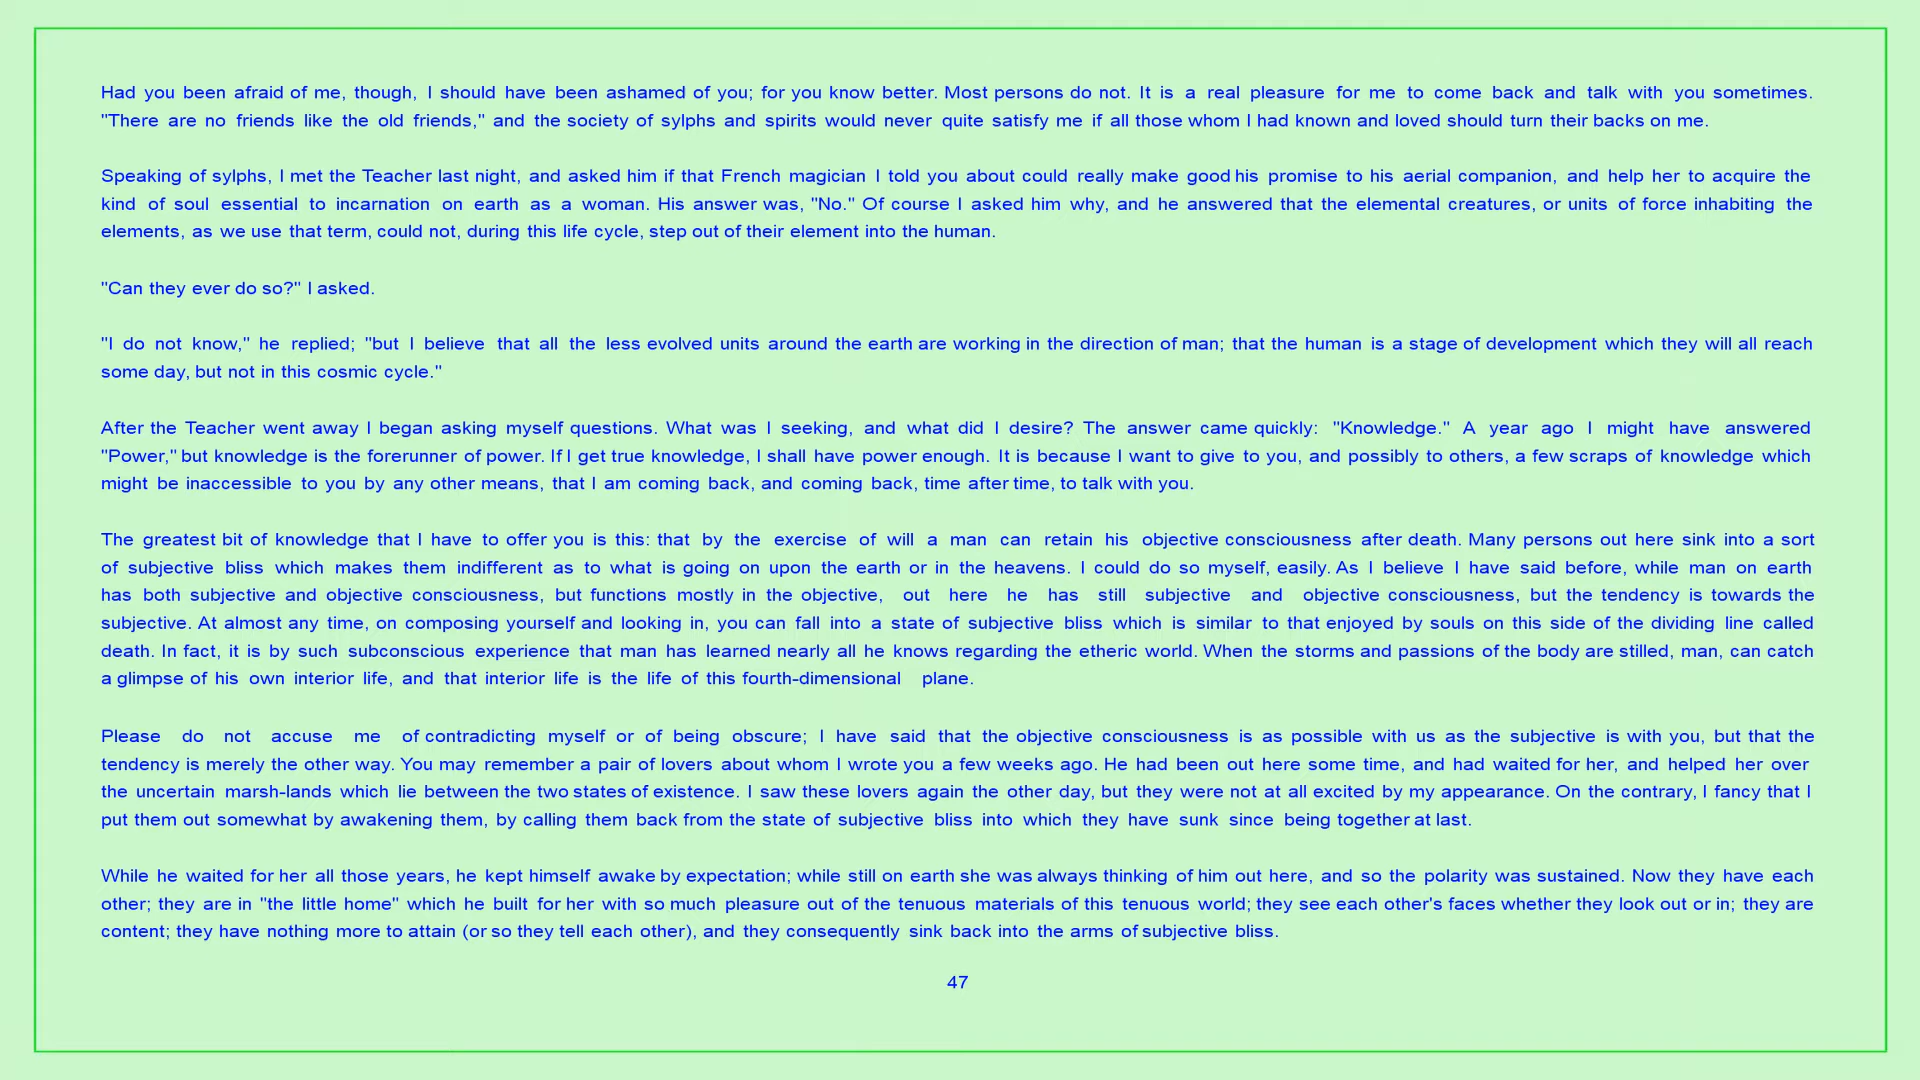 Had you been afraid of me, though, I should have been ashamed of you; for you know better. Most persons do not. It is a real pleasure for me to come back and talk with you sometimes.
"There are no friends like the old friends," and the society of sylphs and spirits would never quite satisfy me if all those whom I had known and loved should turn their backs on me.
Speaking of sylphs, I met the Teacher last night, and asked him if that French magician I told you about could really make good his promise to his aerial companion, and help her to acquire the
kind of soul essential to incarnation on earth as a woman. His answer was, "No." Of course I asked him why, and he answered that the elemental creatures, or units of force inhabiting the
elements, as we use that term, could not, during this life cycle, step out of their element into the human.
"Can they ever do so?" I asked.
"I do not know," he replied; "but I believe that all the less evolved units around the earth are working in the direction of man; that the human is a stage of development which they will all reach
some day, but not in this cosmic cycle."
After the Teacher went away I began asking myself questions. What was I seeking, and what did I desire? The answer came quickly: "Knowledge." A year ago I might have answered
"Power," but knowledge is the forerunner of power. If I get true knowledge, I shall have power enough. It is because I want to give to you, and possibly to others, a few scraps of knowledge which
might be inaccessible to you by any other means, that I am coming back, and coming back, time after time, to talk with you.
The greatest bit of knowledge that I have to offer you is this: that by the exercise of will a man can retain his objective consciousness after death. Many persons out here sink into a sort
of subjective bliss which makes them indifferent as to what is going on upon the earth or in the heavens. I could do so myself, easily. As I believe I have said before, while man on earth
has both subjective and objective consciousness, but functions mostly in the objective, out here he has still subjective and objective consciousness, but the tendency is towards the
subjective. At almost any time, on composing yourself and looking in, you can fall into a state of subjective bliss which is similar to that enjoyed by souls on this side of the dividing line called
death. In fact, it is by such subconscious experience that man has learned nearly all he knows regarding the etheric world. When the storms and passions of the body are stilled, man, can catch
a glimpse of his own interior life, and that interior life is the life of this fourth-dimensional plane.
Please do not accuse me of contradicting myself or of being obscure; I have said that the objective consciousness is as possible with us as the subjective is with you, but that the
tendency is merely the other way. You may remember a pair of lovers about whom I wrote you a few weeks ago. He had been out here some time, and had waited for her, and helped her over
the uncertain marsh-lands which lie between the two states of existence. I saw these lovers again the other day, but they were not at all excited by my appearance. On the contrary, I fancy that I
put them out somewhat by awakening them, by calling them back from the state of subjective bliss into which they have sunk since being together at last.
While he waited for her all those years, he kept himself awake by expectation; while still on earth she was always thinking of him out here, and so the polarity was sustained. Now they have each
other; they are in "the little home" which he built for her with so much pleasure out of the tenuous materials of this tenuous world; they see each other's faces whether they look out or in; they are
content; they have nothing more to attain (or so they tell each other), and they consequently sink back into the arms of subjective bliss.
47